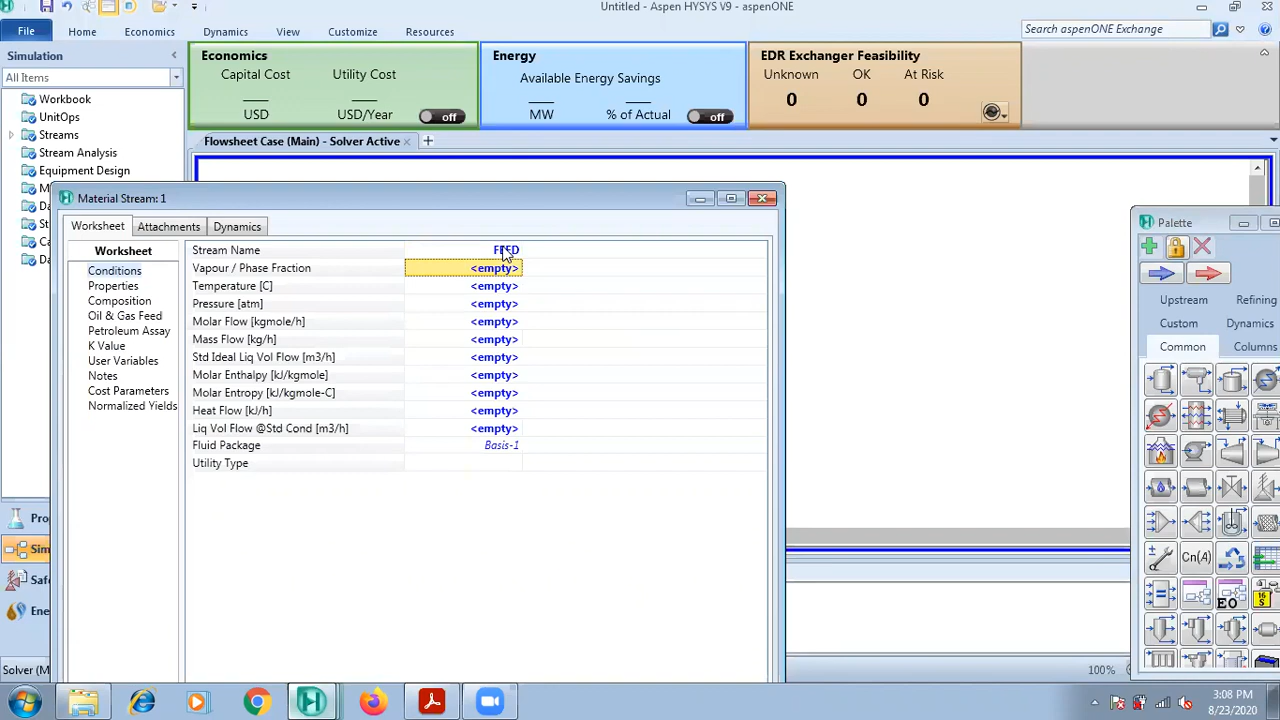 Untitled - Aspen HYSYS V9 - aspenONE
File
Home
Economics
Dynamics
View
Customize
Resources
Search aspenONE Exchange
Simulation
All Items
Workbook
UnitOps
Streams
Stream Analysis
Equipment Design
Economics
Capital Cost
Utility Cost
USD
USD/Year
off
Energy
Available Energy Savings
MW
% of Actual
off
EDR Exchanger Feasibility
Unknown
OK
At Risk
0
0
0
Flowsheet Case (Main) - Solver Active
Material Stream: 1
Worksheet
Attachments
Dynamics
Worksheet
Conditions
Properties
Composition
Oil & Gas Feed
Petroleum Assay
K Value
User Variables
Notes
Cost Parameters
Normalized Yields
Stream Name
Vapour / Phase Fraction <empty>
Temperature [C] <empty>
Pressure [atm] <empty>
Molar Flow [kgmole/h] <empty>
Mass Flow [kg/h] <empty>
Std Ideal Liq Vol Flow [m3/h] <empty>
Molar Enthalpy [kJ/kgmole] <empty>
Molar Entropy [kJ/kgmole-C] <empty>
Heat Flow [kJ/h] <empty>
Liq Vol Flow @Std Cond [m3/h] <empty>
Fluid Package Basis-1
Utility Type
Palette
Upstream
Refining
Custom
Dynamics
Common
Columns
Cn(A)
EO
16
S
Solver (M
100%
3:08 PM
8/23/2020